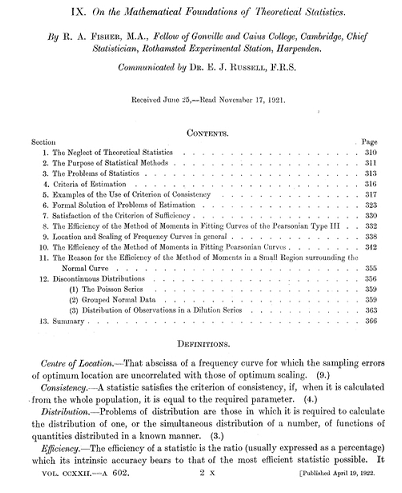 IX. On the Mathematical Foundations of Theoretical Statistics.
By R. A. FISHER, M.A., Fellow of Gonville and Caius College, Cambridge, Chief
Statistician, Rothamsted Experimental Station, Harpenden.
Communicated by DR. E. J. RUSSELL, F.R.S.
Received June 25,—Read November 17, 1921.
CONTENTS.
Section Page
1. The Neglect of Theoretical Statistics . . . . . . . . . . . . . . . . . . 310
2. The Purpose of Statistical Methods . . . . . . . . . . . . . . . . . . 311
3. The Problems of Statistics . . . . . . . . . . . . . . . . . . 313
4. Criteria of Estimation . . . . . . . . . . . . . . . . . . 316
5. Examples of the Use of Criterion of Consistency . . . . . . . . . . . . . . 317
6. Formal Solution of Problems of Estimation . . . . . . . . . . . . . . 323
7. Satisfaction of the Criterion of Sufficiency . . . . . . . . . . . . . . 330
8. The Efficiency of the Method of Moments in Fitting Curves of the Pearsonian Type III . . 332
9. Location and Scaling of Frequency Curves in general . . . . . . . . . . . . 338
10. The Efficiency of the Method of Moments in Fitting Pearsonian Curves . . . . . . 342
11. The Reason for the Efficiency of the Method of Moments in a Small Region surrounding the
Normal Curve . . . . . . . . . . . . . . . . . . 355
12. Discontinuous Distributions . . . . . . . . . . . . . . . . . . 356
(1) The Poisson Series . . . . . . . . . . . . . . . . . . 359
(2) Grouped Normal Data . . . . . . . . . . . . . . . . . . 359
(3) Distribution of Observations in a Dilution Series . . . . . . . . . . . . 363
13. Summary . . . . . . . . . . . . . . . . . . 366
DEFINITIONS.
Centre of Location.—That abscissa of a frequency curve for which the sampling errors
of optimum location are uncorrelated with those of optimum scaling. (9.)
Consistency.—A statistic satisfies the criterion of consistency, if, when it is calculated
from the whole population, it is equal to the required parameter. (4.)
Distribution.—Problems of distribution are those in which it is required to calculate
the distribution of one, or the simultaneous distribution of a number, of functions of
quantities distributed in a known manner. (3.)
Efficiency.—The efficiency of a statistic is the ratio (usually expressed as a percentage)
which its intrinsic accuracy bears to that of the most efficient statistic possible. It
VOL. CCXXII.—A 602. 2 X [Published April 19, 1922.